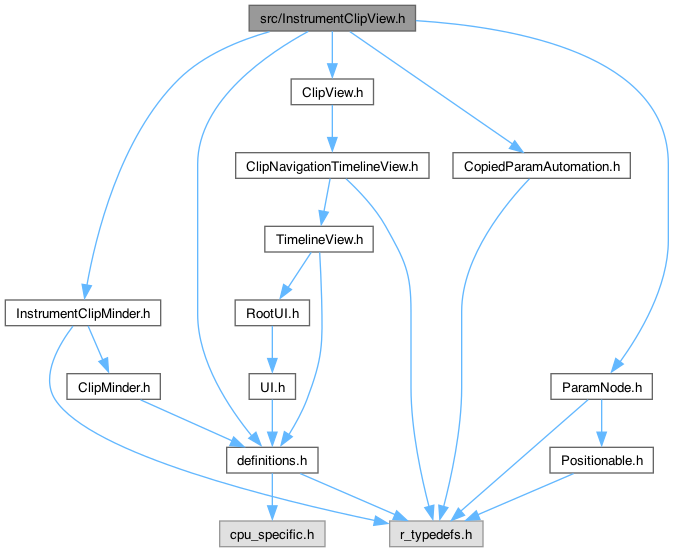 src/InstrumentClipView.h
ClipView.h
ClipNavigationTimelineView.h
CopiedParamAutomation.h
TimelineView.h
InstrumentClipMinder.h
RootUI.h
ClipMinder.h
UI.h
ParamNode.h
definitions.h
Positionable.h
cpu_specific.h
r_typedefs.h